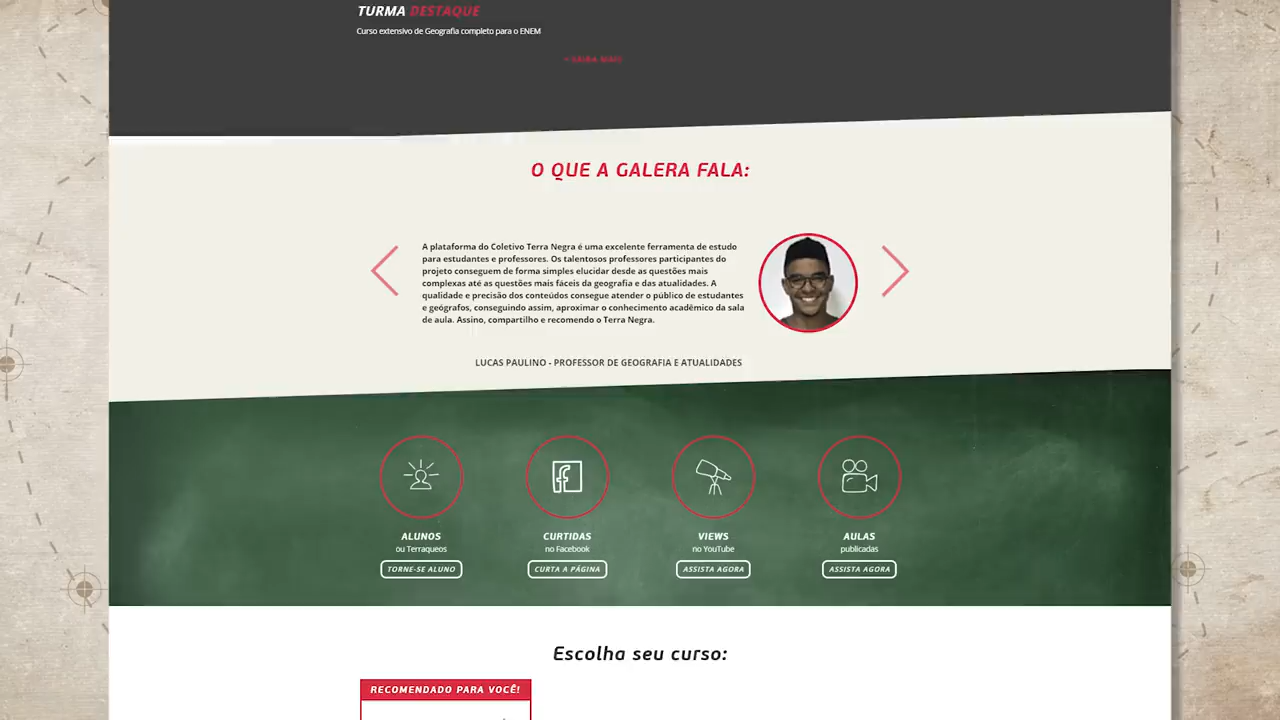 TURMA DESTAQUE
Curso extensivo de Geografia completo para o ENEM
+ SAIBA MAIS
O QUE A GALERA FALA:
A plataforma do Coletivo Terra Negra é uma excelente ferramenta de estudo
para estudantes e professores. Os talentosos professores participantes do
projeto conseguem de forma simples elucidar desde as questões mais
complexas até as questões mais fáceis da geografia e das atualidades. A
qualidade e precisão dos conteúdos consegue atender o público de estudantes
e geógrafos, conseguindo assim, aproximar o conhecimento acadêmico da sala
de aula. Assino, compartilho e recomendo o Terra Negra.
LUCAS PAULINO - PROFESSOR DE GEOGRAFIA E ATUALIDADES
ALUNOS
ou Terraqueos
TORNE-SE ALUNO
CURTIDAS
no Facebook
CURTA A PÁGINA
VIEWS
no YouTube
ASSISTA AGORA
AULAS
publicadas
ASSISTA AGORA
Escolha seu curso:
RECOMENDADO PARA VOCÊ!